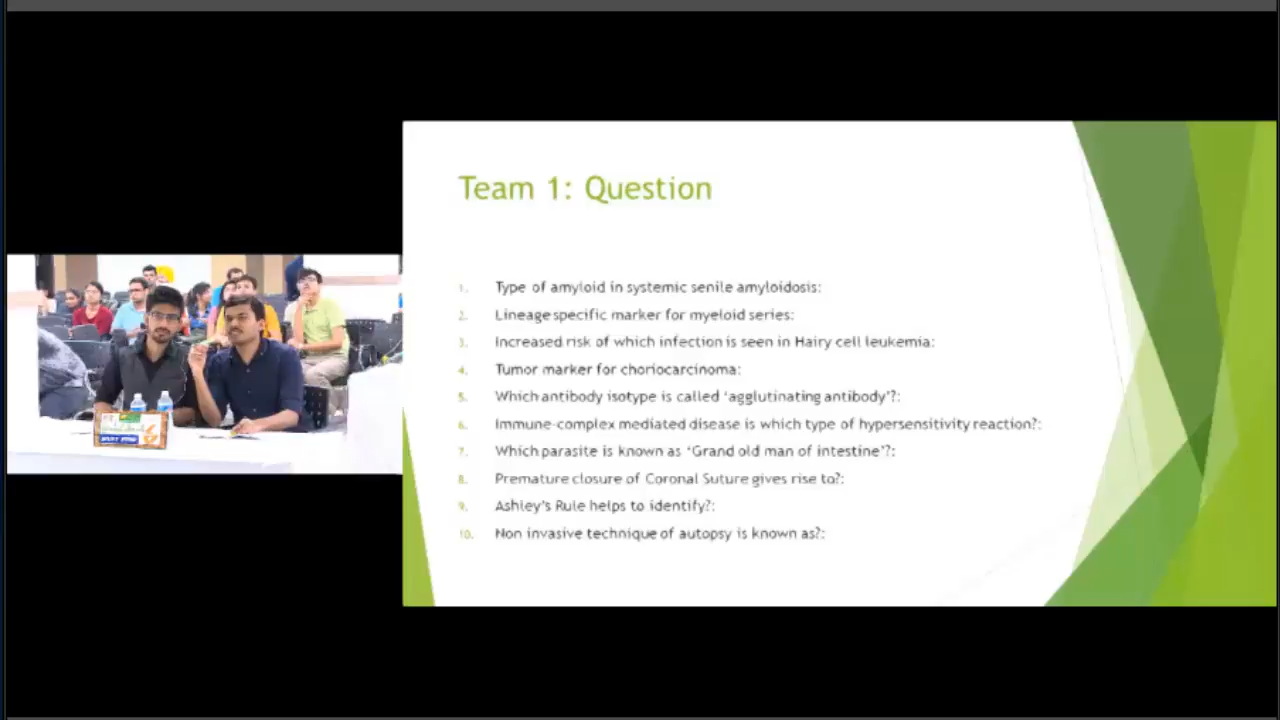 Team 1: Question
1. Type of amyloid in systemic senile amyloidosis:
2. Lineage specific marker for myeloid series:
3. Increased risk of which infection is seen in Hairy cell leukemia:
4. Tumor marker for choriocarcinoma:
5. Which antibody isotype is called ‘agglutinating antibody’?:
6. Immune-complex mediated disease is which type of hypersensitivity reaction?:
7. Which parasite is known as ‘Grand old man of intestine’?:
8. Premature closure of Coronal Suture gives rise to?:
9. Ashley’s Rule helps to identify?:
10. Non invasive technique of autopsy is known as?: